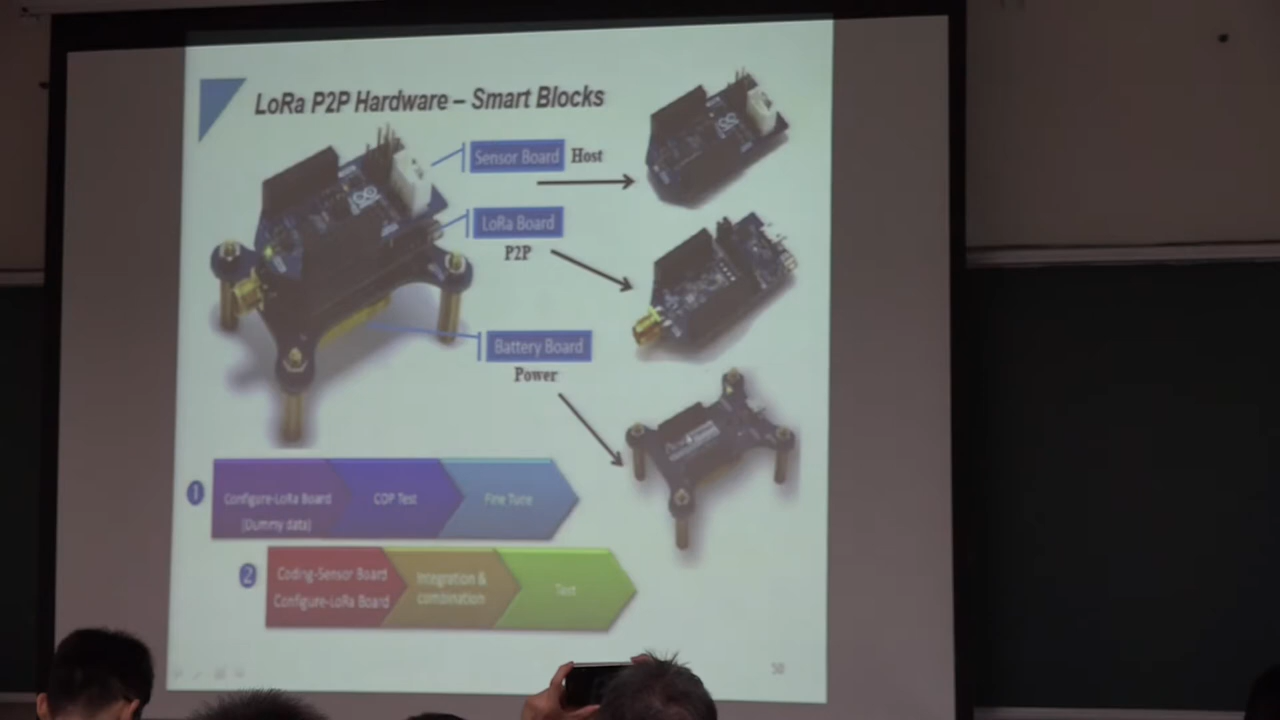 LoRa P2P Hardware – Smart Blocks
Sensor Board Host
LoRa Board
P2P
Battery Board
Power
1
Configure-LoRa Board
(Dummy data)
COP Test
Fine Tune
2
Coding-Sensor Board
Configure-LoRa Board
Integration &
combination
Test
50